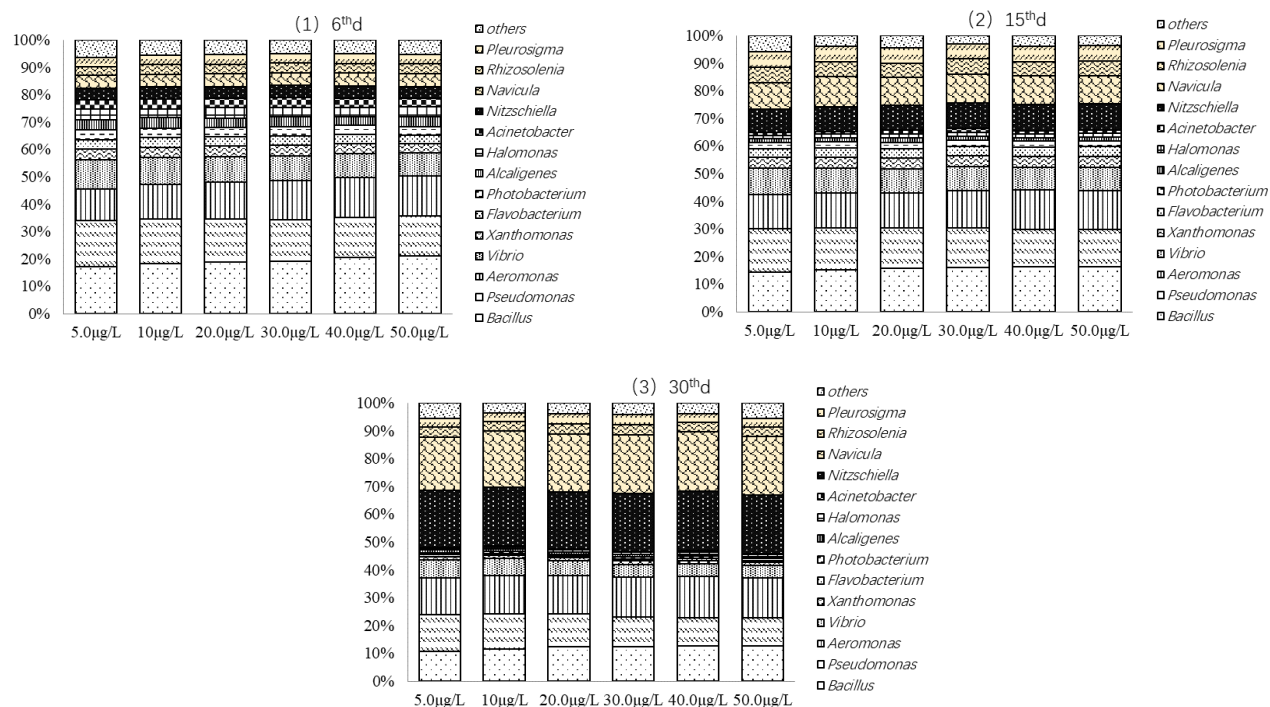 （1）6thd
100%
90%
80%
70%
60%
50%
40%
30%
20%
10%
0%
5.0μg/L 10μg/L 20.0μg/L 30.0μg/L 40.0μg/L 50.0μg/L
others
Pleurosigma
Rhizosolenia
Navicula
Nitzschiella
Acinetobacter
Halomonas
Alcaligenes
Photobacterium
Flavobacterium
Xanthomonas
Vibrio
Aeromonas
Pseudomonas
Bacillus
（2）15thd
100%
90%
80%
70%
60%
50%
40%
30%
20%
10%
0%
5.0μg/L 10μg/L 20.0μg/L 30.0μg/L 40.0μg/L 50.0μg/L
others
Pleurosigma
Rhizosolenia
Navicula
Nitzschiella
Acinetobacter
Halomonas
Alcaligenes
Photobacterium
Flavobacterium
Xanthomonas
Vibrio
Aeromonas
Pseudomonas
Bacillus
（3）30thd
100%
90%
80%
70%
60%
50%
40%
30%
20%
10%
0%
5.0μg/L 10μg/L 20.0μg/L 30.0μg/L 40.0μg/L 50.0μg/L
others
Pleurosigma
Rhizosolenia
Navicula
Nitzschiella
Acinetobacter
Halomonas
Alcaligenes
Photobacterium
Flavobacterium
Xanthomonas
Vibrio
Aeromonas
Pseudomonas
Bacillus